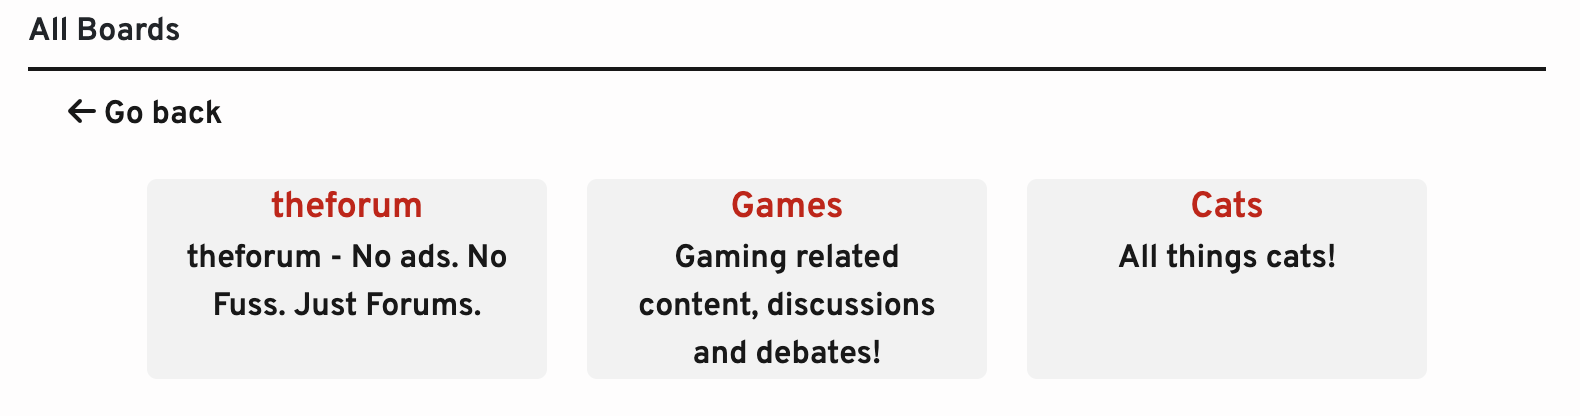 All Boards
← Go back
theforum
theforum - No ads. No
Fuss. Just Forums.
Games
Gaming related
content, discussions
and debates!
Cats
All things cats!